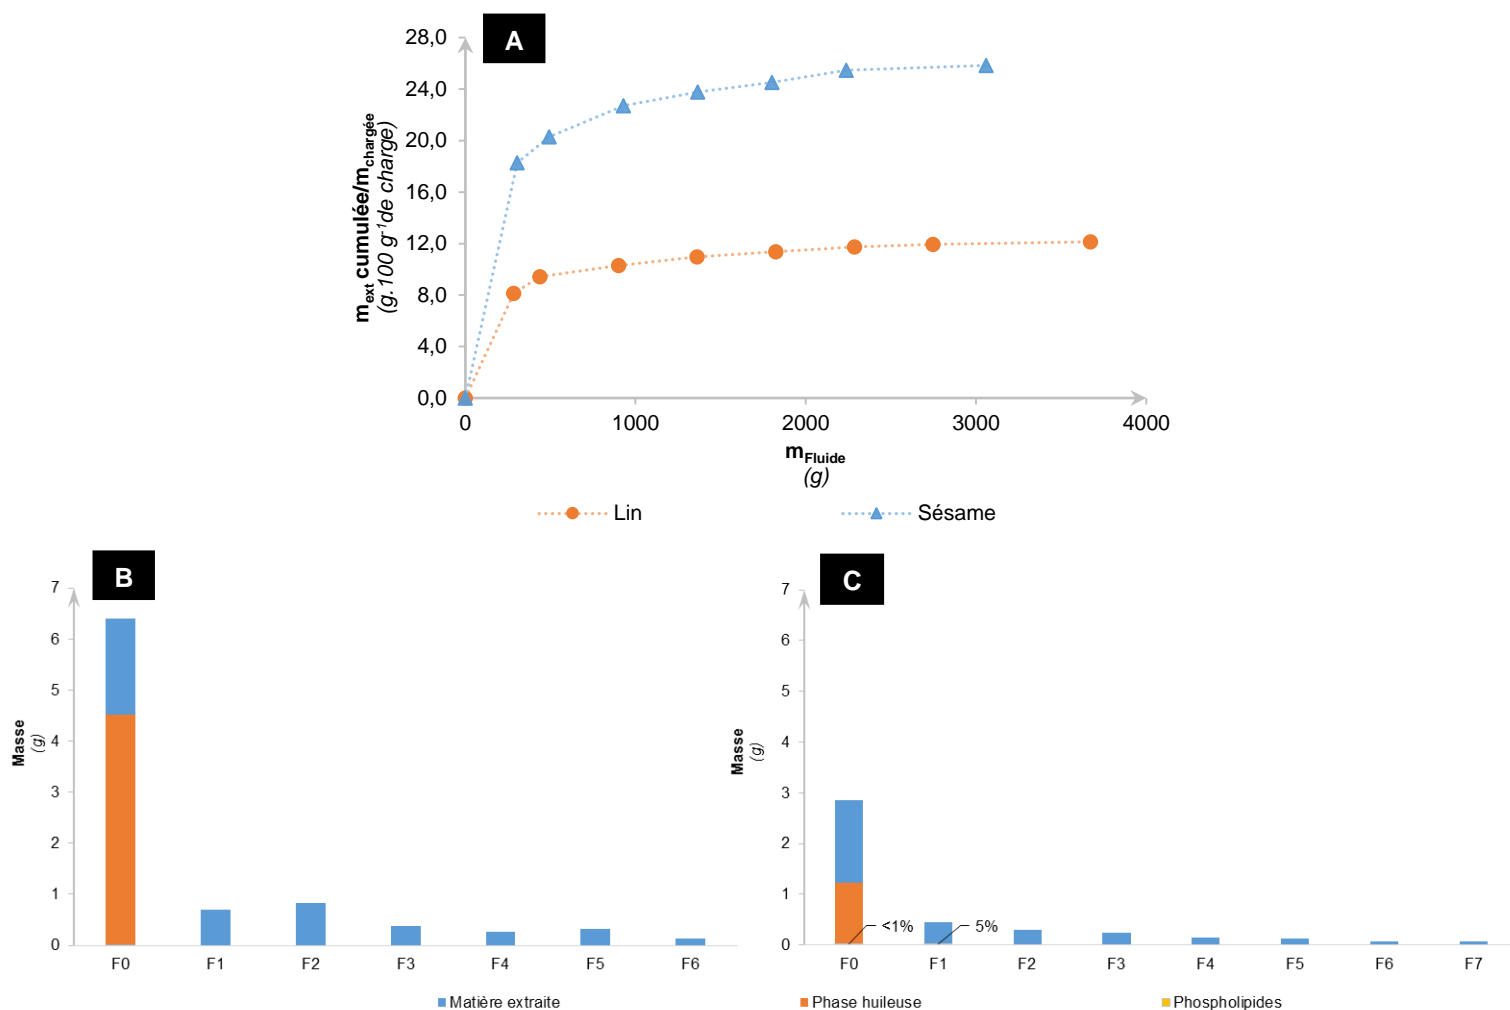 A
28,0
24,0
20,0
16,0
12,0
8,0
4,0
0,0
m_ext cumulée/m_chargée
(g.100 g⁻¹de charge)
0 1000 2000 3000 4000
m_Fluide
(g)
Lin Sésame
B
7
6
5
4
3
2
1
0
Masse
(g)
F0 F1 F2 F3 F4 F5 F6
C
7
6
5
4
3
2
1
0
Masse
(g)
<1% 5%
F0 F1 F2 F3 F4 F5 F6 F7
Matière extraite Phase huileuse Phospholipides